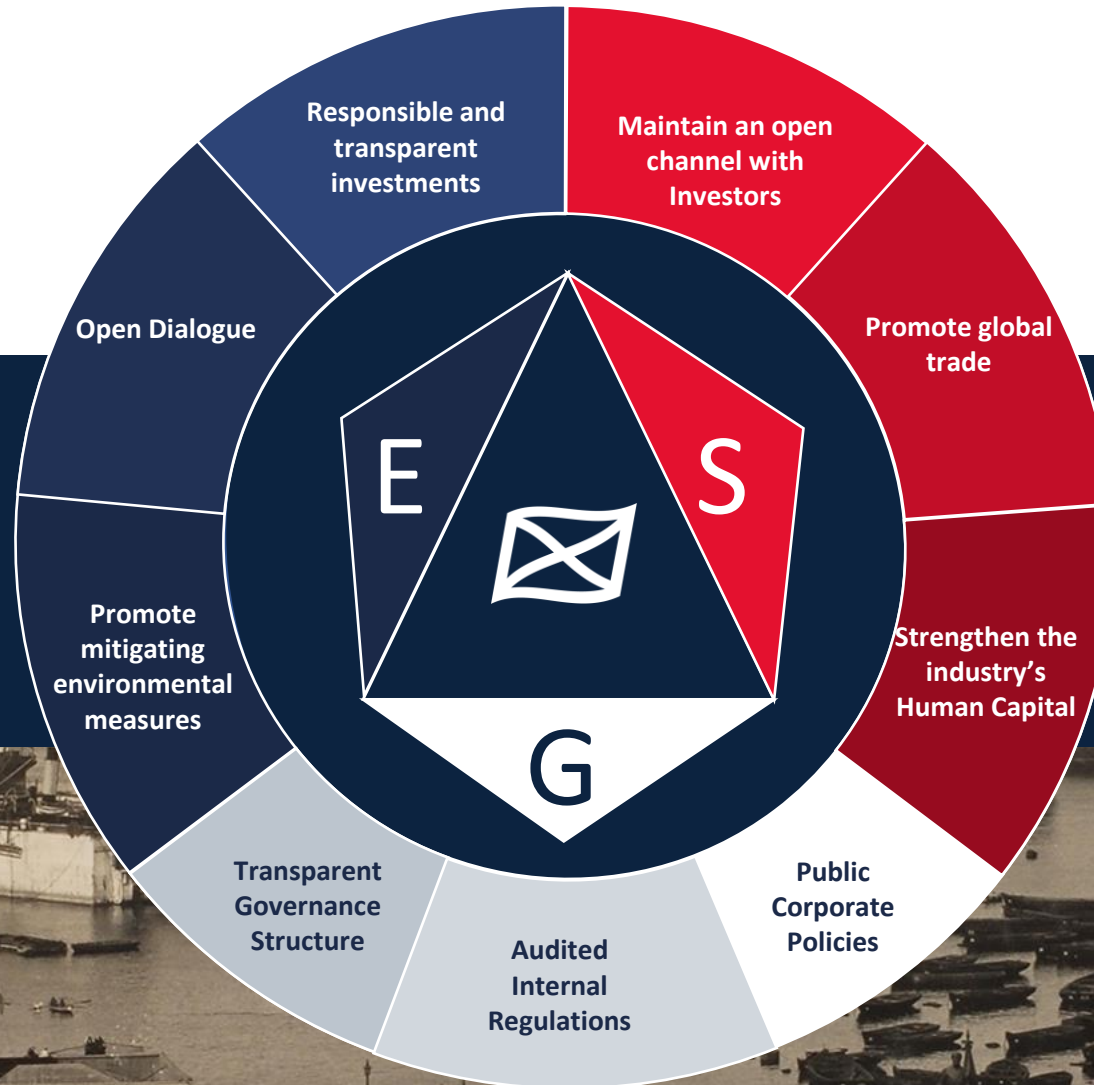 Responsible and
transparent
investments
Maintain an open
channel with
Investors
Open Dialogue
Promote global
trade
E
S
Promote
mitigating
environmental
measures
Strengthen the
industry’s
Human Capital
G
Transparent
Governance
Structure
Public
Corporate
Policies
Audited
Internal
Regulations